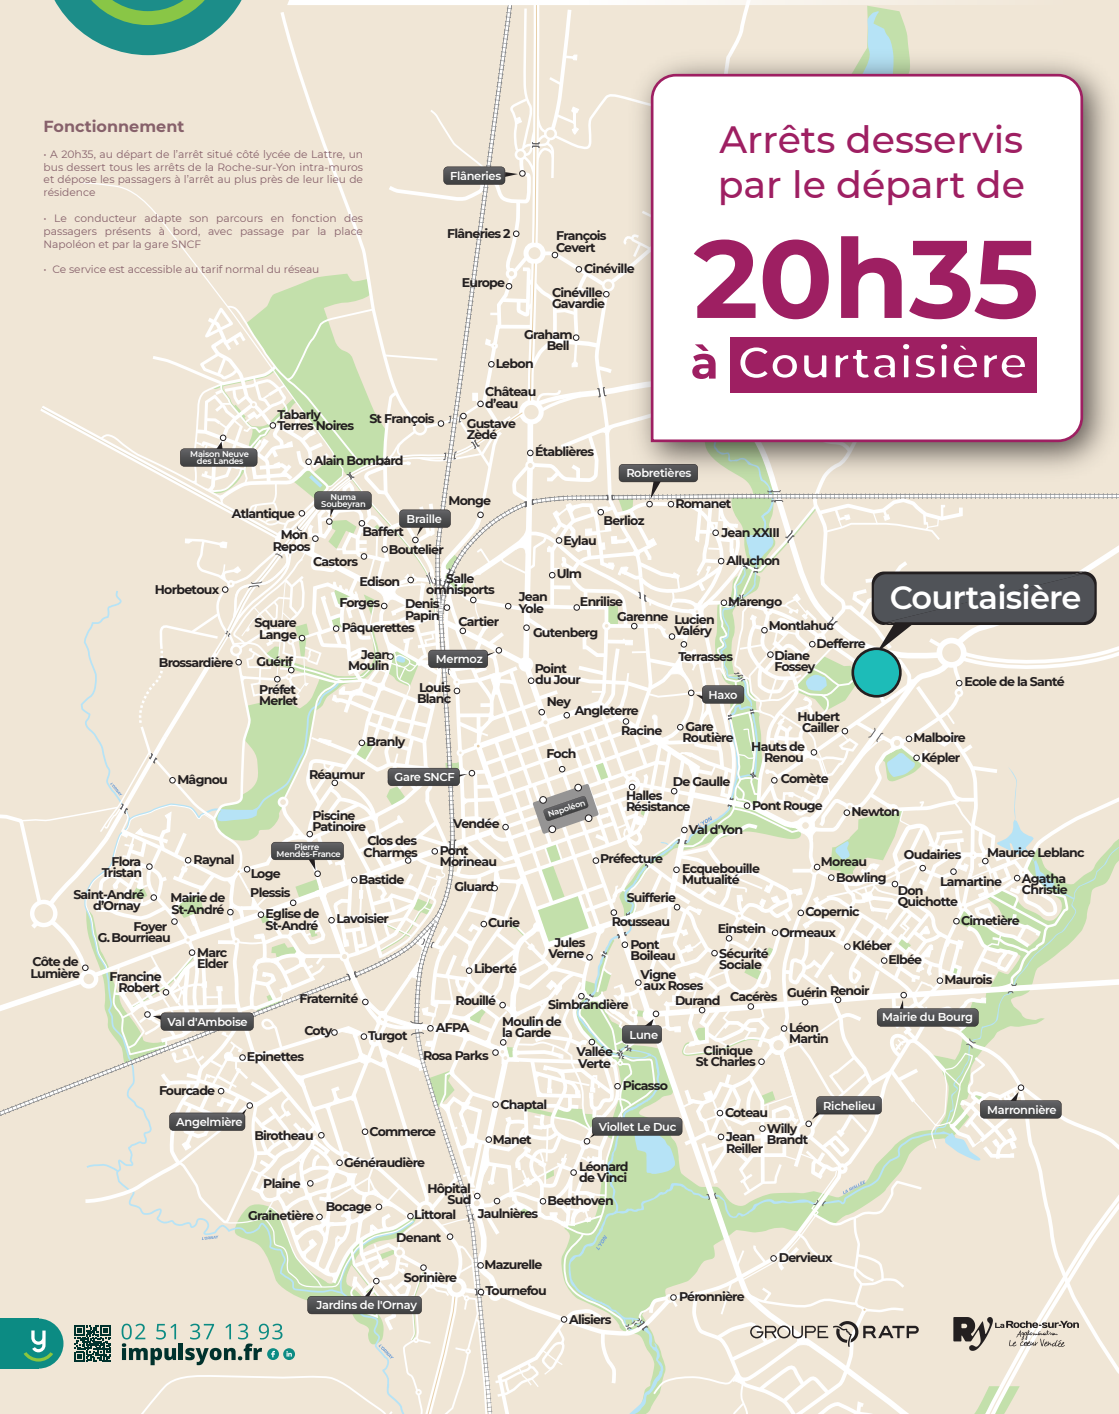 Fonctionnement
• A 20h35, au départ de l'arrêt situé côté lycée de Lattre, un
bus dessert tous les arrêts de la Roche-sur-Yon intra-muros
et dépose les passagers à l'arrêt au plus près de leur lieu de
résidence
• Le conducteur adapte son parcours en fonction des
passagers présents à bord, avec passage par la place
Napoléon et par la gare SNCF
• Ce service est accessible au tarif normal du réseau
Arrêts desservis
par le départ de
20h35
à Courtaisière
Flâneries
Flâneries 2
François
Cevert
Cinéville
Europe
Cinéville
Gavardie
Graham
Bell
Lebon
Château
d'eau
Tabarly
Terres Noires
St François
Gustave
Zèdé
Maison Neuve
des Landes
Alain Bombard
Établières
Robretières
Numa
Soubeyran
Monge
Romanet
Atlantique
Braille
Berlioz
Baffert
Mon
Repos
Boutelier
Eylau
Jean XXIII
Castors
Alluchon
Edison
Salle
omnisports
Ulm
Horbetoux
Courtaisière
Forges
Denis
Papin
Jean
Yole
Enrilise
Marengo
Square
Lange
Pâquerettes
Cartier
Gutenberg
Garenne
Lucien
Valéry
Montlahuc
Defferre
Brossardière
Guérif
Jean
Moulin
Mermoz
Terrasses
Diane
Fossey
Préfet
Merlet
Louis
Blanc
Point
du Jour
Haxo
Ecole de la Santé
Ney
Angleterre
Racine
Gare
Routière
Hubert
Cailler
Branly
Foch
Hauts de
Renou
Malboire
Képler
Mâgnou
Réaumur
Gare SNCF
De Gaulle
Comète
Halles
Résistance
Napoléon
Pont Rouge
Newton
Piscine
Patinoire
Vendée
Val d'Yon
YON
Pierre
Mendès-France
Clos des
Charmes
Pont
Morineau
Préfecture
Flora
Tristan
Raynal
Loge
Bastide
Ecquebouille
Mutualité
Moreau
Bowling
Oudairies
Maurice Leblanc
Lamartine
Agatha
Christie
Saint-André
d'Ornay
Mairie de
St-André
Plessis
Gluard
Suifferie
Don
Quichotte
Foyer
G. Bourrieau
Eglise de
St-André
Lavoisier
Curie
Rousseau
Copernic
Cimetière
Einstein
Ormeaux
Côte de
Lumière
Marc
Elder
Jules
Verne
Pont
Boileau
Sécurité
Sociale
Kléber
Elbée
Francine
Robert
Liberté
Vigne
aux Roses
Maurois
Fraternité
Rouillé
Simbrandière
Durand
Cacérès
Guérin
Renoir
Val d'Amboise
Mairie du Bourg
Coty
Turgot
AFPA
Moulin de
la Garde
Lune
Léon
Martin
Epinettes
Rosa Parks
Vallée
Verte
Clinique
St Charles
Fourcade
Picasso
Angelmière
Chaptal
Coteau
Richelieu
Marronnière
Birotheau
Commerce
Manet
Viollet Le Duc
Willy
Brandt
Jean
Reiller
Généraudière
Léonard
de Vinci
Plaine
Hôpital
Sud
Beethoven
Bocage
Grainetière
Littoral
Jaulnières
Denant
Dervieux
Sorinière
Mazurelle
Jardins de l'Ornay
Tournefou
Péronnière
Alisiers
y
02 51 37 13 93
impulsyon.fr
GROUPE RATP
Ry La Roche-sur-Yon
Agglomération
Le cœur Vendée